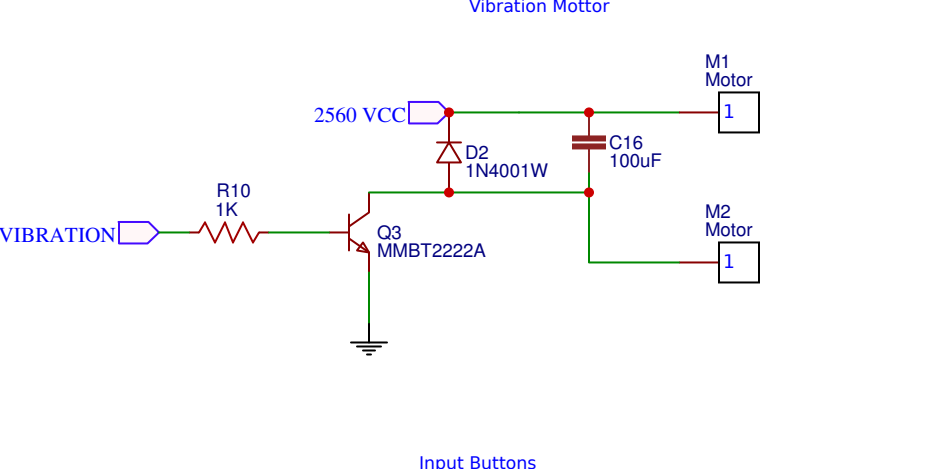 Vibration Mottor
M1
Motor
1
2560 VCC
D2
1N4001W
C16
100uF
R10
1K
VIBRATION
Q3
MMBT2222A
M2
Motor
1
Input Buttons